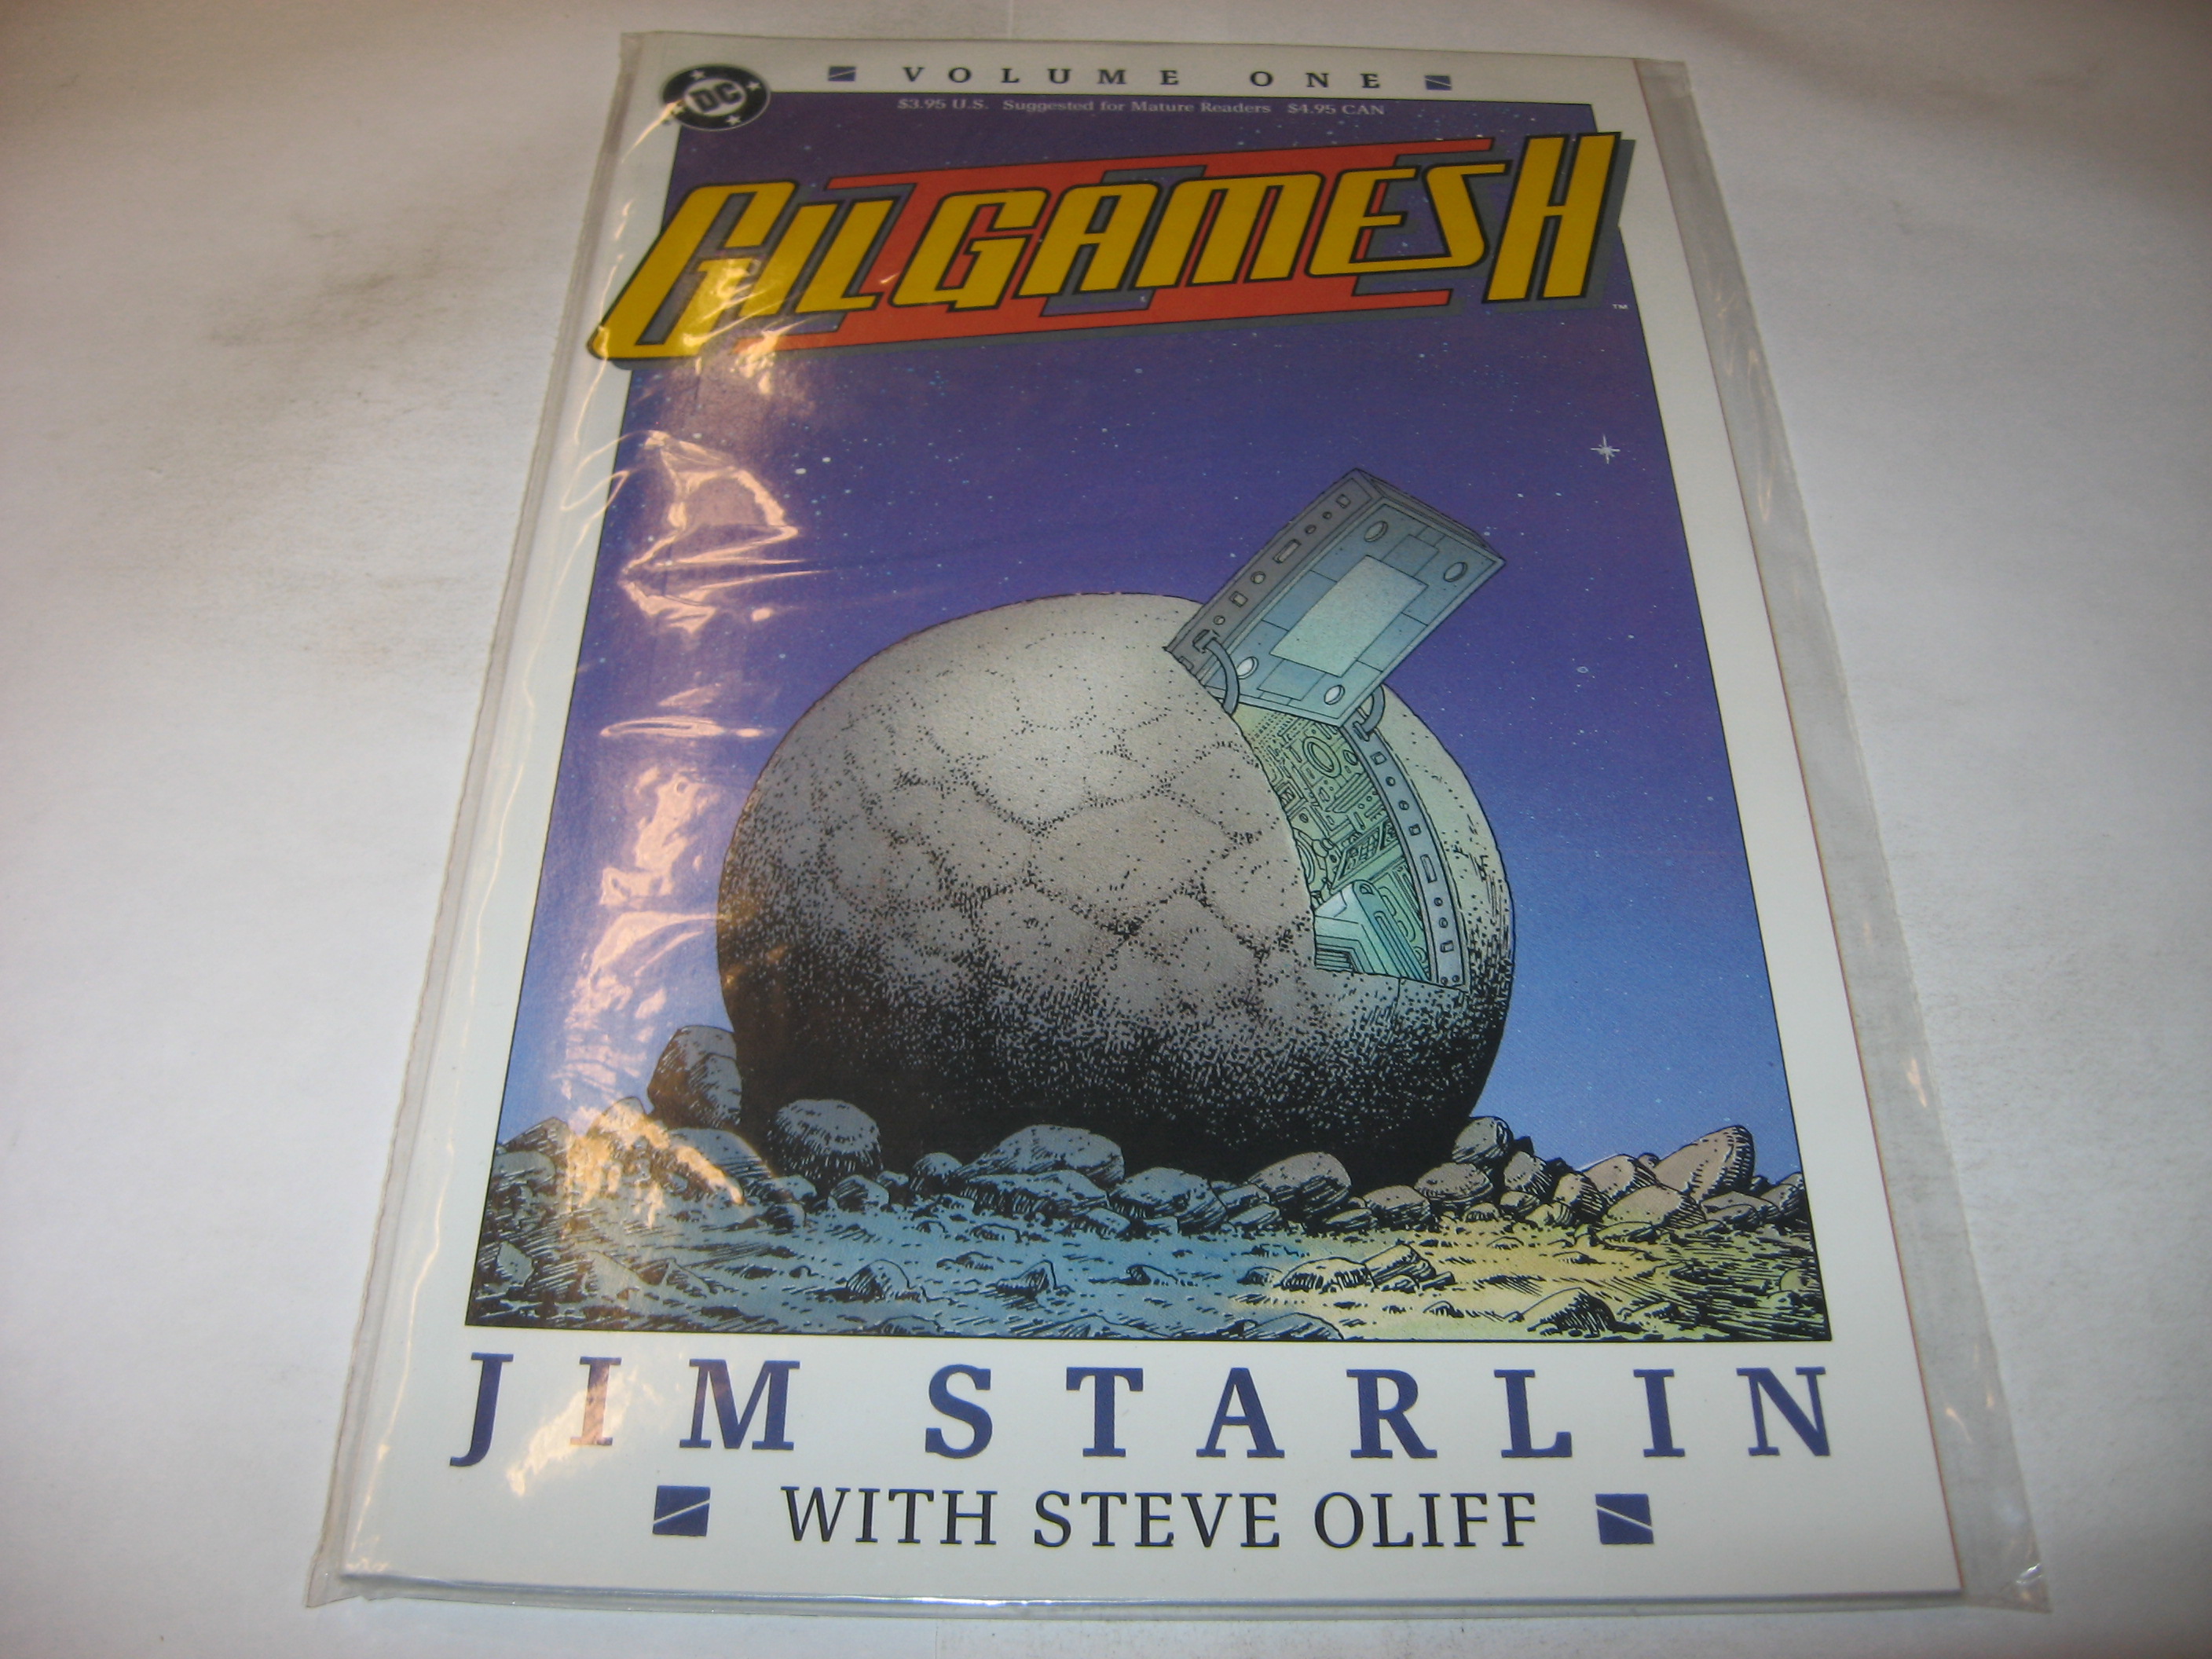 DC
VOLUME ONE
$3.95 U.S. Suggested for Mature Readers $4.95 CAN
GILGAMESH II
TM
JIM STARLIN
WITH STEVE OLIFF